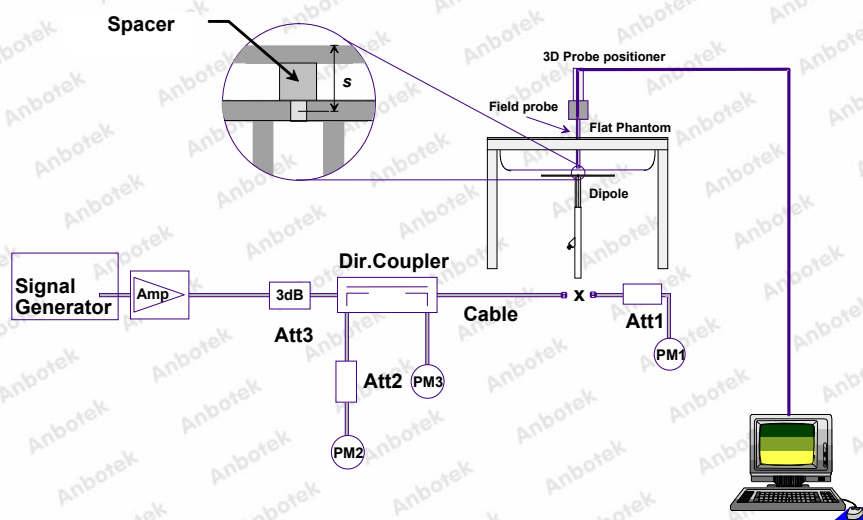 Spacer
s
3D Probe positioner
Field probe
Flat Phantom
Dipole
Signal
Generator
Amp
3dB
Att3
Dir.Coupler
Cable
x
Att1
PM1
Att2
PM3
PM2
Anbotek